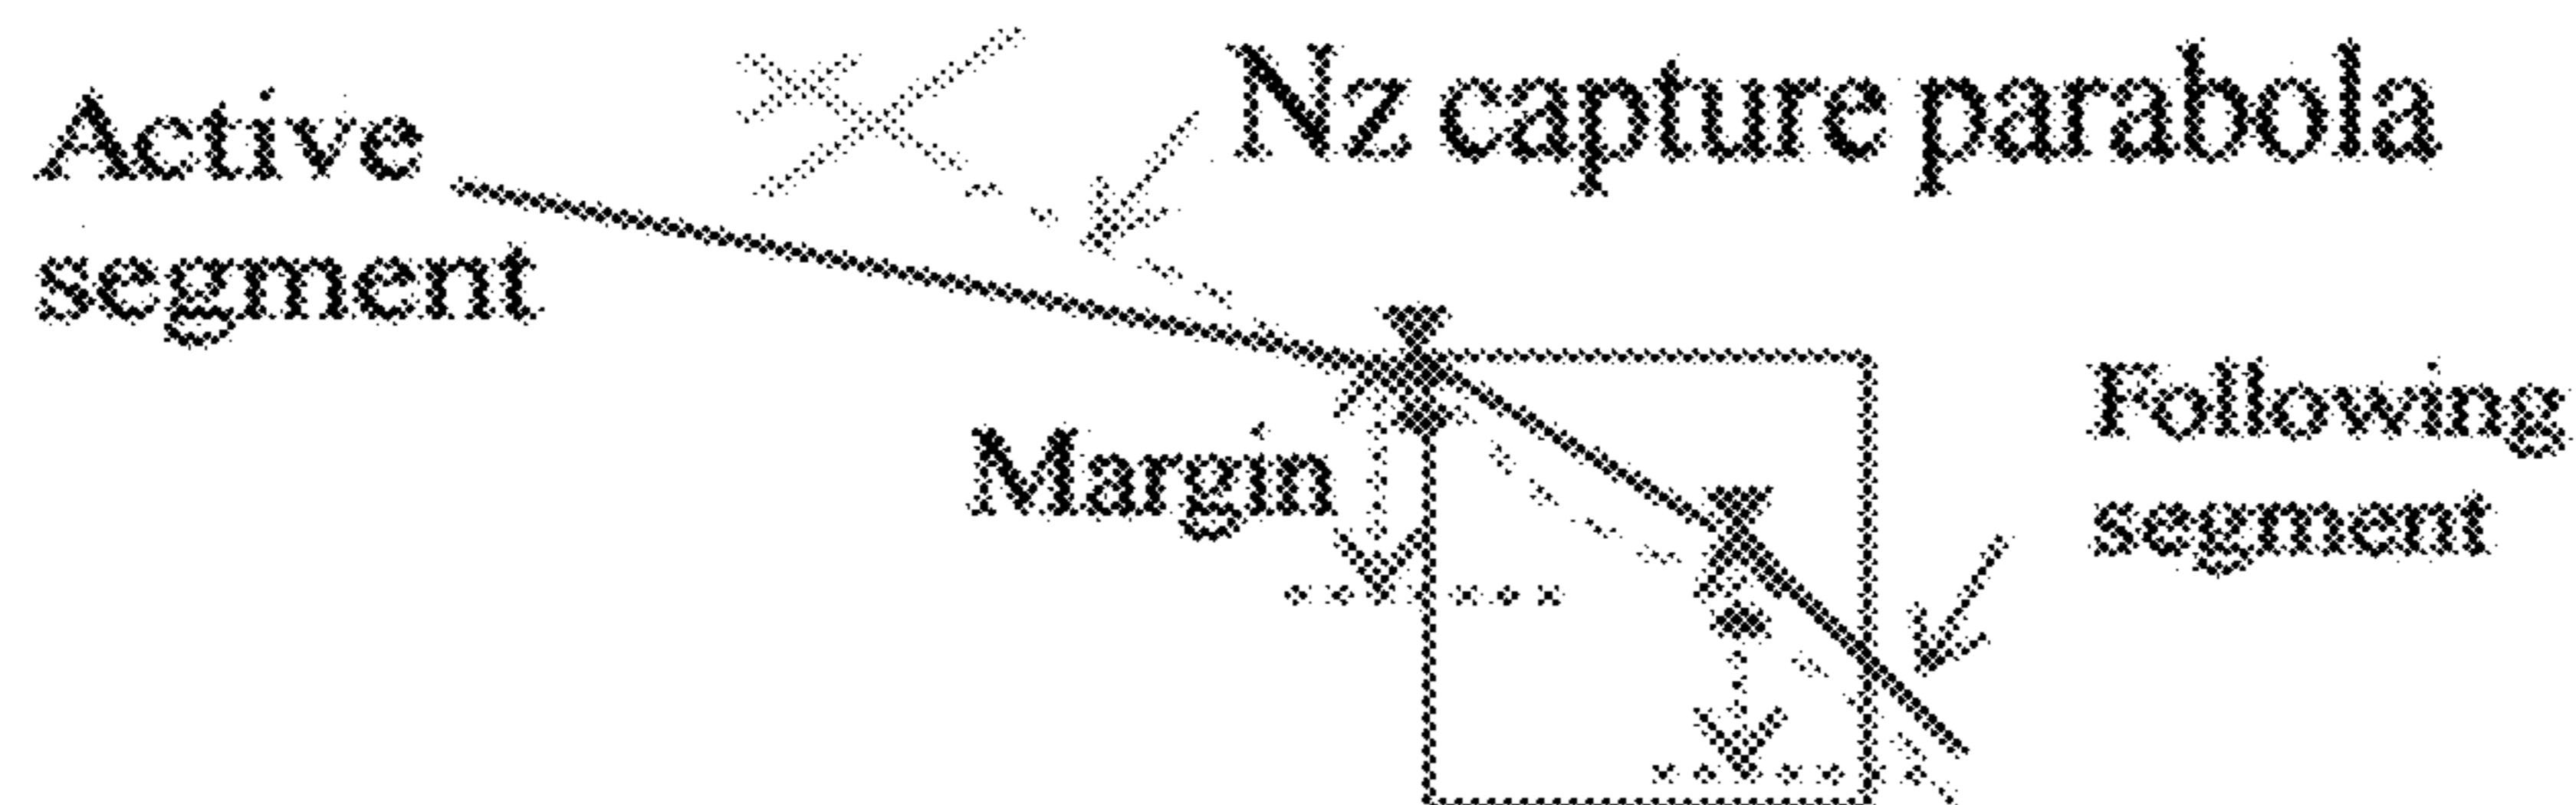 Active
segment
Nz capture parabola
Margin
Following
segment